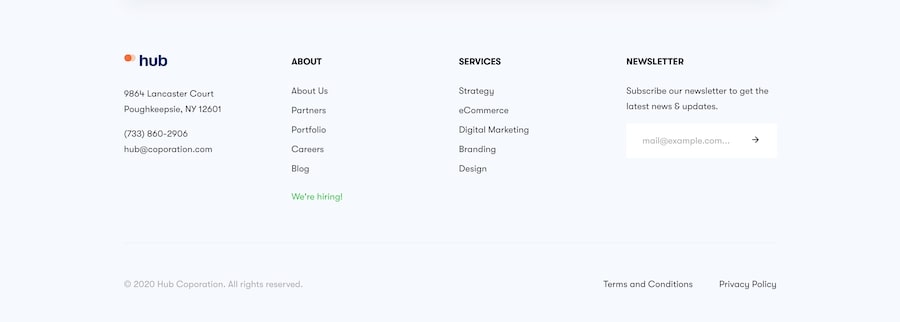 hub
9864 Lancaster Court
Poughkeepsie, NY 12601
(733) 860-2906
hub@coporation.com
ABOUT
About Us
Partners
Portfolio
Careers
Blog
We're hiring!
SERVICES
Strategy
eCommerce
Digital Marketing
Branding
Design
NEWSLETTER
Subscribe our newsletter to get the
latest news & updates.
mail@example.com... →
© 2020 Hub Coporation. All rights reserved.
Terms and Conditions
Privacy Policy